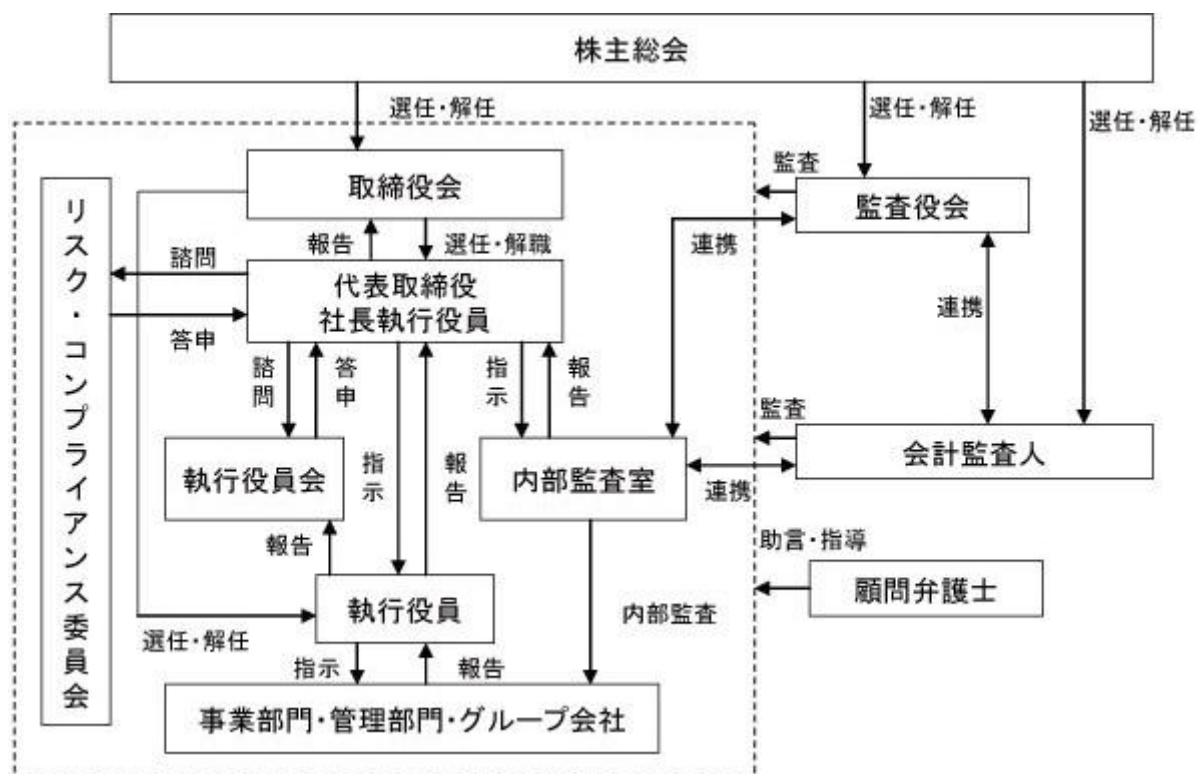 株主総会
選任・解任
選任・解任
選任・解任
リスク・コンプライアンス委員会
取締役会
監査
監査役会
報告
選任・解職
連携
諮問
代表取締役
社長執行役員
答申
連携
諮問
答申
指示
報告
指示
報告
監査
会計監査人
執行役員会
内部監査室
連携
報告
助言・指導
顧問弁護士
執行役員
内部監査
選任・解任
指示
報告
事業部門・管理部門・グループ会社